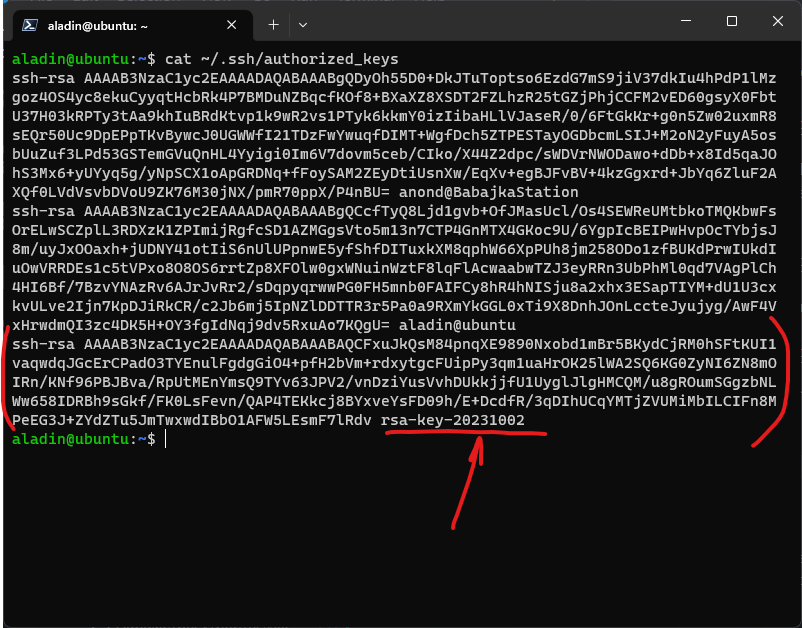 aladin@ubuntu: ~
aladin@ubuntu:~$ cat ~/.ssh/authorized_keys
ssh-rsa AAAAB3NzaC1yc2EAAAADAQABAAABgQDyOh55D0+DkJTuToptso6EzdG7mS9jiV37dkIu4hPdP1lMz
goz4OS4yc8ekuCyyqtHcbRk4P7BMDuNZBqcfKOf8+BXaXZ8XSDT2FZLhzR25tGZjPhjCCFM2vED60gsyX0Fbt
U37H03kRPTy3tAa9khIuBRdKtvp1k9wR2vs1PTyk6kkmY0izIibaHLlVJaseR/0/6FtGkKr+g0n5Zw02uxmR8
sEQr50Uc9DpEPpTKvBywcJ0UGWWfI21TDzFwYwuqfDIMT+WgfDch5ZTPESTayOGDbcmLSIJ+M2oN2yFuyA5os
bUuZuf3LPd53GSTemGVuQnHL4Yyigi0Im6V7dovm5ceb/CIko/X44Z2dpc/sWDVrNWODawo+dDb+x8Id5qaJO
hS3Mx6+yUYyq5g/yNpSCX1oApGRDNq+fFoySAM2ZEyDtiUsnXw/EqXv+egBJFvBV+4kzGgxrd+JbYq6ZluF2A
XQf0LVdVsvbDVoU9ZK76M30jNX/pmR70ppX/P4nBU= anond@BabajkaStation
ssh-rsa AAAAB3NzaC1yc2EAAAADAQABAAABgQCcfTyQ8Ljd1gvb+OfJMasUcl/Os4SEWReUMtbkoTMQKbwFs
OrELwSCZplL3RDXzK1ZPImijRgfcSD1AZMGgsVto5m13n7CTP4GnMTX4GKoc9U/6YgpIcBEIPWHvpOcTYbjsJ
8m/uyJxOOaxh+jUDNY41otIiS6nUlUPpnwE5yfShfDITuxkXM8qphW66XpPUh8jm258ODo1zfBUKdPrwIUkdI
uOwVRRDEs1c5tVPxo8O8OS6rrtZp8XFOlw0gxWNuinWztF8lqFlAcwaabwTZJ3eyRRn3UbPhMl0qd7VAgPlCh
4HI6Bf/7BzvYNAzRv6AJrJvRr2/sDqpyqrwwPG0FH5mnb0FAIFCy8hR4hNISju8a2xhx3ESapTIYM+dU1U3cx
kvULve2Ijn7KpDJiRkCR/c2Jb6mj5IpNZlDDTTR3r5Pa0a9RXmYkGGL0xTi9X8DnhJOnLccteJyujyg/AwF4V
xHrwdmQI3zc4DK5H+OY3fgIdNqj9dv5RxuAo7KQgU= aladin@ubuntu
ssh-rsa AAAAB3NzaC1yc2EAAAADAQABAAABAQCFxuJkQsM84pnqXE9890Nxobd1mBr5BKydCjRM0hSFtKUI1
vaqwdqJGcErCPadO3TYEnulFgdgGiO4+pfH2bVm+rdxytgcFUipPy3qm1uaHrOK25lWA2SQ6KG0ZyNI6ZN8mO
IRn/KNf96PBJBva/RpUtMEnYmsQ9TYv63JPV2/vnDziYusVvhDUkkjjfU1UyglJlgHMCQM/u8gROumSGgzbNL
Ww658IDRBh9sGkf/FK0LsFevn/QAP4TEKkcj8BYxveYsFD09h/E+DcdfR/3qDIhUCqYMTjZVUMiMbILCIFn8M
PeEG3J+ZYdZTu5JmTwxwdIBbO1AFW5LEsmF7lRdv rsa-key-20231002
aladin@ubuntu:~$